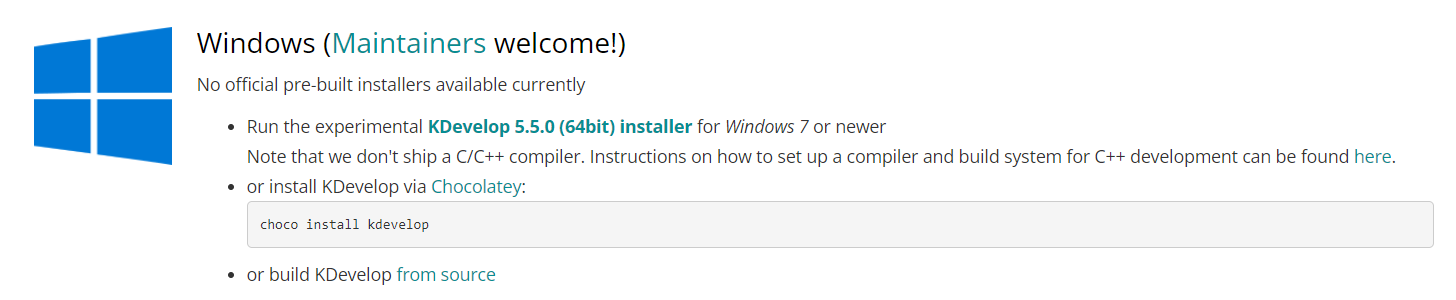 Windows (Maintainers welcome!)
No official pre-built installers available currently
• Run the experimental KDevelop 5.5.0 (64bit) installer for Windows 7 or newer
Note that we don't ship a C/C++ compiler. Instructions on how to set up a compiler and build system for C++ development can be found here.
• or install KDevelop via Chocolatey:
choco install kdevelop
• or build KDevelop from source